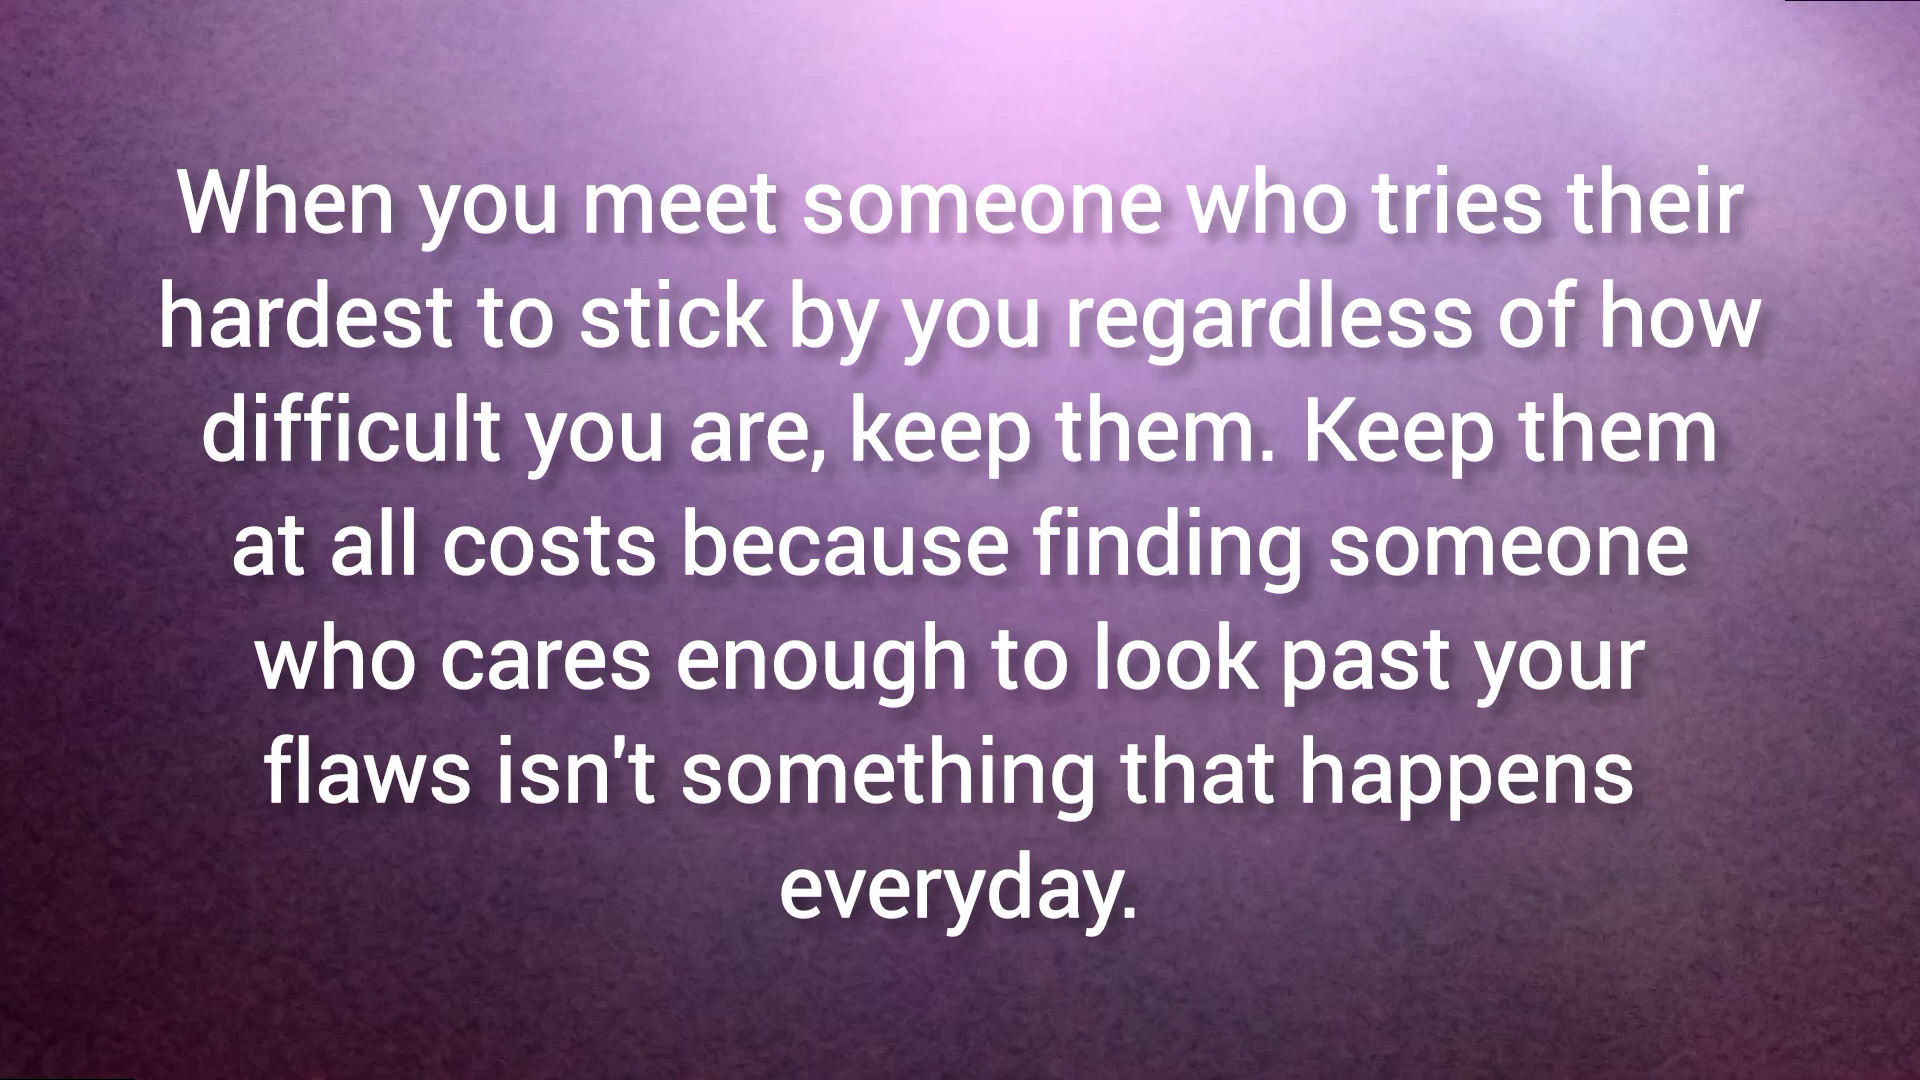 When you meet someone who tries their
hardest to stick by you regardless of how
difficult you are, keep them. Keep them
at all costs because finding someone
who cares enough to look past your
flaws isn't something that happens
everyday.